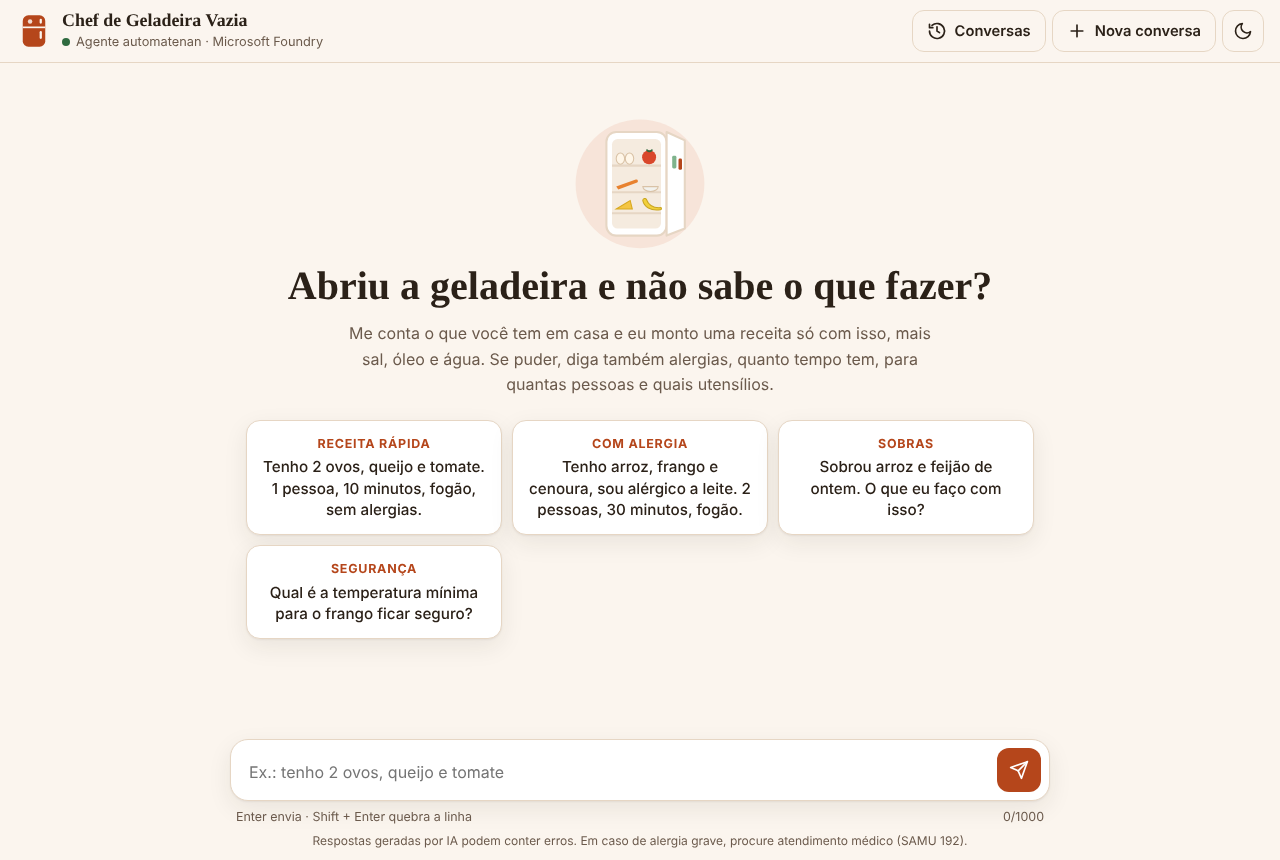 Chef de Geladeira Vazia
Agente automatenan · Microsoft Foundry
Conversas
Nova conversa
Abriu a geladeira e não sabe o que fazer?
Me conta o que você tem em casa e eu monto uma receita só com isso, mais
sal, óleo e água. Se puder, diga também alergias, quanto tempo tem, para
quantas pessoas e quais utensílios.
RECEITA RÁPIDA
Tenho 2 ovos, queijo e tomate.
1 pessoa, 10 minutos, fogão,
sem alergias.
COM ALERGIA
Tenho arroz, frango e
cenoura, sou alérgico a leite. 2
pessoas, 30 minutos, fogão.
SOBRAS
Sobrou arroz e feijão de
ontem. O que eu faço com
isso?
SEGURANÇA
Qual é a temperatura mínima
para o frango ficar seguro?
Ex.: tenho 2 ovos, queijo e tomate
Enter envia · Shift + Enter quebra a linha
0/1000
Respostas geradas por IA podem conter erros. Em caso de alergia grave, procure atendimento médico (SAMU 192).